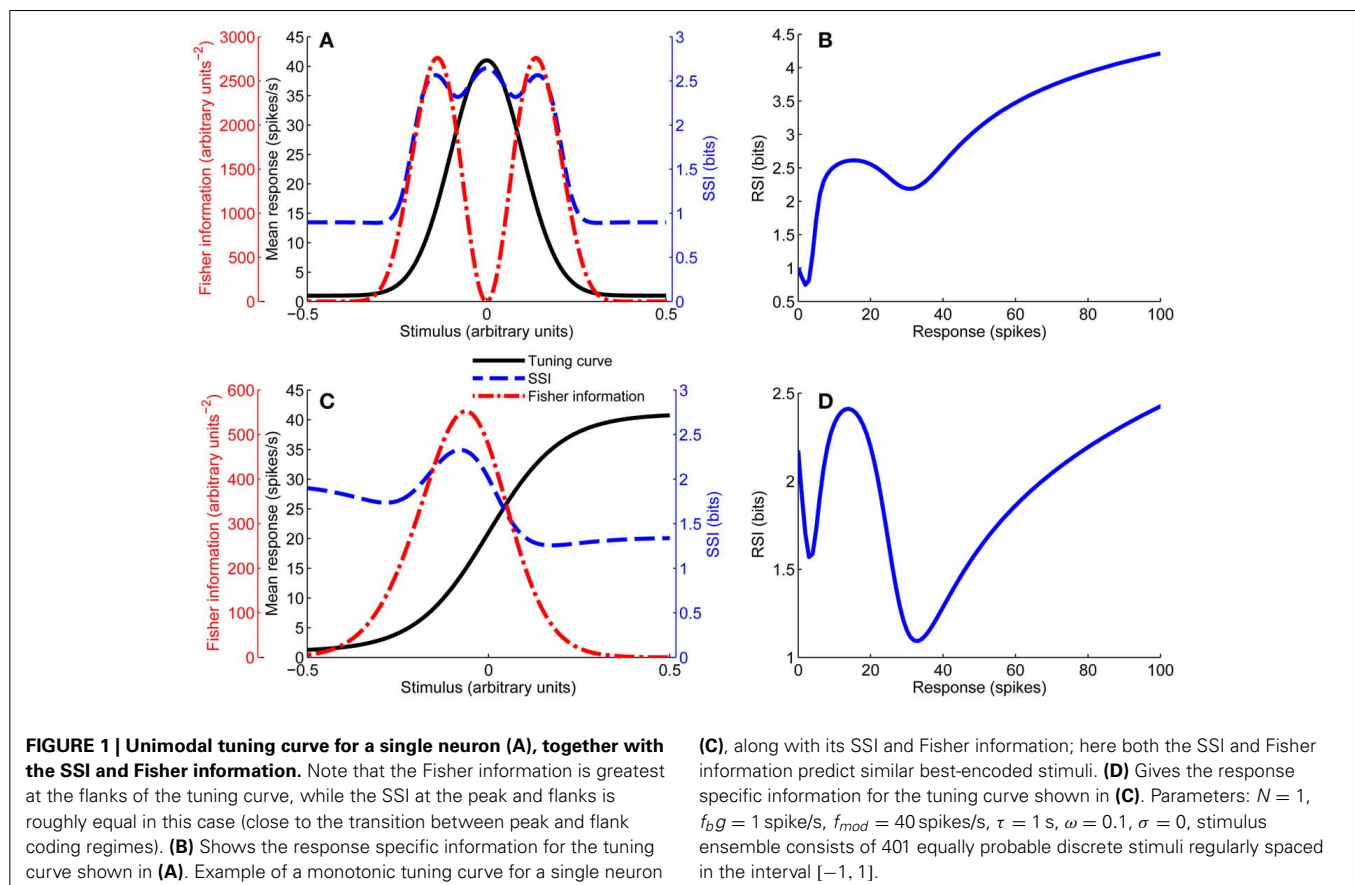 A
3000
2500
2000
1500
1000
500
0
Fisher information (arbitrary units⁻²)
45
40
35
30
25
20
15
10
5
0
Mean response (spikes/s)
3
2.5
2
1.5
1
0.5
0
SSI (bits)
−0.5
0
0.5
Stimulus (arbitrary units)
B
4.5
4
3.5
3
2.5
2
1.5
1
0.5
RSI (bits)
0
20
40
60
80
100
Response (spikes)
Tuning curve
SSI
Fisher information
C
600
500
400
300
200
100
0
Fisher information (arbitrary units⁻²)
45
40
35
30
25
20
15
10
5
0
Mean response (spikes/s)
3
2.5
2
1.5
1
0.5
0
SSI (bits)
−0.5
0
0.5
Stimulus (arbitrary units)
D
2.5
2
1.5
1
RSI (bits)
0
20
40
60
80
100
Response (spikes)
FIGURE 1 | Unimodal tuning curve for a single neuron (A), together with
the SSI and Fisher information. Note that the Fisher information is greatest
at the flanks of the tuning curve, while the SSI at the peak and flanks is
roughly equal in this case (close to the transition between peak and flank
coding regimes). (B) Shows the response specific information for the tuning
curve shown in (A). Example of a monotonic tuning curve for a single neuron
(C), along with its SSI and Fisher information; here both the SSI and Fisher
information predict similar best-encoded stimuli. (D) Gives the response
specific information for the tuning curve shown in (C). Parameters: N = 1,
f_bg = 1 spike/s, f_mod = 40 spikes/s, τ = 1 s, ω = 0.1, σ = 0, stimulus
ensemble consists of 401 equally probable discrete stimuli regularly spaced
in the interval [−1, 1].